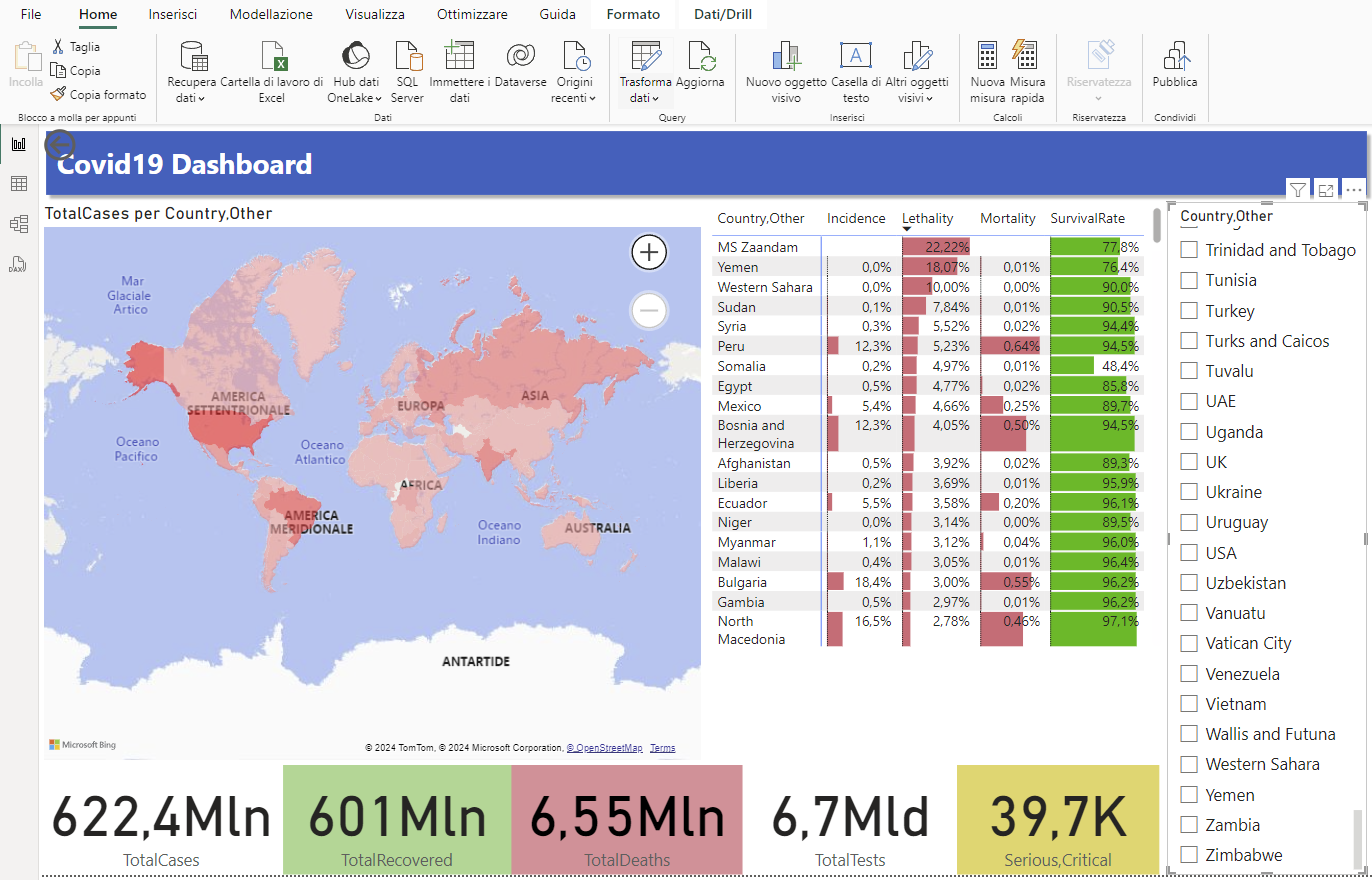 File Home Inserisci Modellazione Visualizza Ottimizzare Guida Formato Dati/Drill
Incolla
Taglia
Copia
Copia formato
Blocco a molla per appunti
Recupera dati
Cartella di lavoro di Excel
Hub dati OneLake
SQL Server
Immettere i dati
Dataverse
Origini recenti
Dati
Trasforma dati
Aggiorna
Query
Nuovo oggetto visivo
Casella di testo
Altri oggetti visivi
Inserisci
Nuova misura
Misura rapida
Calcoli
Riservatezza
Riservatezza
Pubblica
Condividi
Covid19 Dashboard
TotalCases per Country,Other
Mar
Glaciale
Artico
AMERICA
SETTENTRIONALE
EUROPA
ASIA
Oceano
Pacifico
Oceano
Atlantico
AFRICA
AMERICA
MERIDIONALE
Oceano
Indiano
AUSTRALIA
ANTARTIDE
Microsoft Bing
© 2024 TomTom, © 2024 Microsoft Corporation, © OpenStreetMap Terms
Country,Other Incidence Lethality Mortality SurvivalRate
MS Zaandam 22,22% 77,8%
Yemen 0,0% 18,07% 0,01% 76,4%
Western Sahara 0,0% 10,00% 0,00% 90,0%
Sudan 0,1% 7,84% 0,01% 90,5%
Syria 0,3% 5,52% 0,02% 94,4%
Peru 12,3% 5,23% 0,64% 94,5%
Somalia 0,2% 4,97% 0,01% 48,4%
Egypt 0,5% 4,77% 0,02% 85,8%
Mexico 5,4% 4,66% 0,25% 89,7%
Bosnia and 12,3% 4,05% 0,50% 94,5%
Herzegovina
Afghanistan 0,5% 3,92% 0,02% 89,3%
Liberia 0,2% 3,69% 0,01% 95,9%
Ecuador 5,5% 3,58% 0,20% 96,1%
Niger 0,0% 3,14% 0,00% 89,5%
Myanmar 1,1% 3,12% 0,04% 96,0%
Malawi 0,4% 3,05% 0,01% 96,4%
Bulgaria 18,4% 3,00% 0,55% 96,2%
Gambia 0,5% 2,97% 0,01% 96,2%
North 16,5% 2,78% 0,46% 97,1%
Macedonia
Country,Other
Trinidad and Tobago
Tunisia
Turkey
Turks and Caicos
Tuvalu
UAE
Uganda
UK
Ukraine
Uruguay
USA
Uzbekistan
Vanuatu
Vatican City
Venezuela
Vietnam
Wallis and Futuna
Western Sahara
Yemen
Zambia
Zimbabwe
622,4Mln
TotalCases
601Mln
TotalRecovered
6,55Mln
TotalDeaths
6,7Mld
TotalTests
39,7K
Serious,Critical